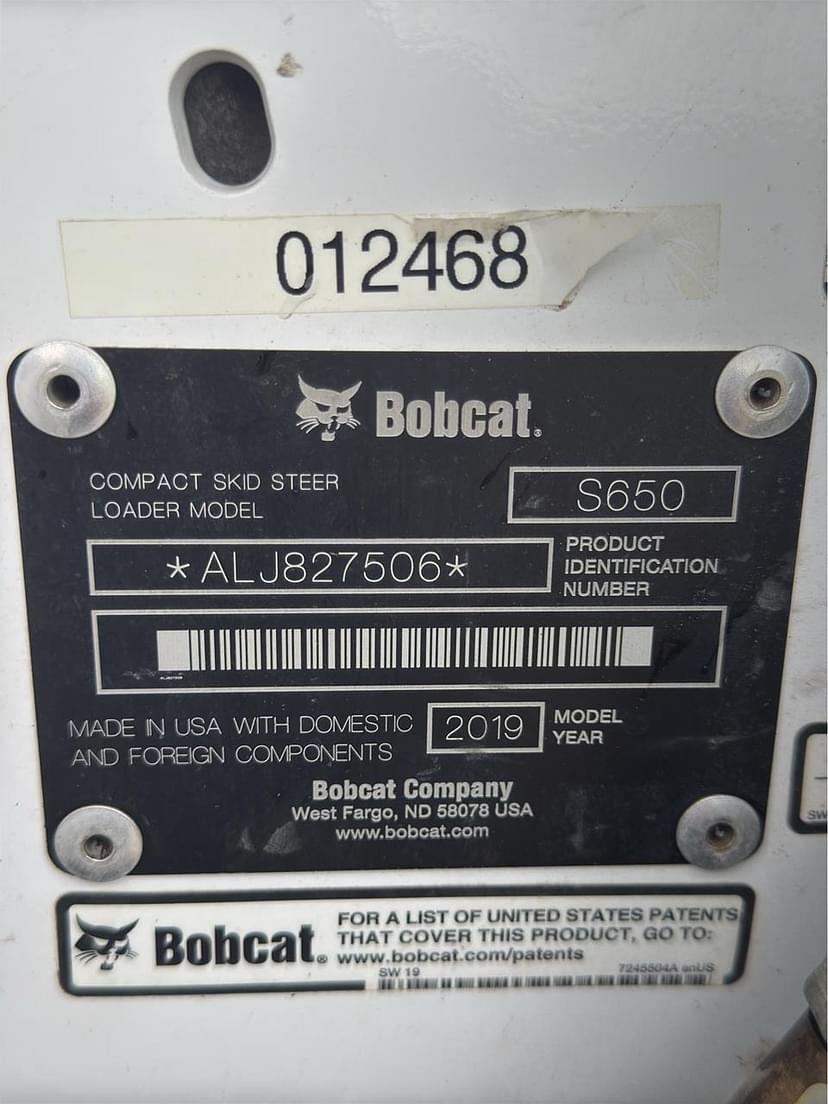 012468
Bobcat®
COMPACT SKID STEER
LOADER MODEL
S650
*ALJ827506*
PRODUCT
IDENTIFICATION
NUMBER
MADE IN USA WITH DOMESTIC
AND FOREIGN COMPONENTS
2019
MODEL
YEAR
Bobcat Company
West Fargo, ND 58078 USA
www.bobcat.com
Bobcat®
FOR A LIST OF UNITED STATES PATENTS
THAT COVER THIS PRODUCT, GO TO:
www.bobcat.com/patents
SW 19
7245504A enUS
SW